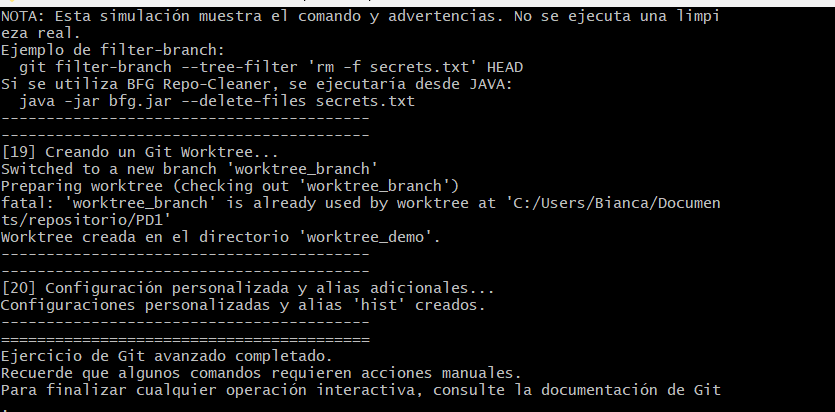 NOTA: Esta simulación muestra el comando y advertencias. No se ejecuta una limpi
eza real.
Ejemplo de filter-branch:
  git filter-branch --tree-filter 'rm -f secrets.txt' HEAD
Si se utiliza BFG Repo-Cleaner, se ejecutaría desde JAVA:
  java -jar bfg.jar --delete-files secrets.txt
----------------------------------------
----------------------------------------
[19] Creando un Git Worktree...
Switched to a new branch 'worktree_branch'
Preparing worktree (checking out 'worktree_branch')
fatal: 'worktree_branch' is already used by worktree at 'C:/Users/Bianca/Documen
ts/repositorio/PD1'
Worktree creada en el directorio 'worktree_demo'.
----------------------------------------
----------------------------------------
[20] Configuración personalizada y alias adicionales...
Configuraciones personalizadas y alias 'hist' creados.
----------------------------------------
========================================
Ejercicio de Git avanzado completado.
Recuerde que algunos comandos requieren acciones manuales.
Para finalizar cualquier operación interactiva, consulte la documentación de Git
.